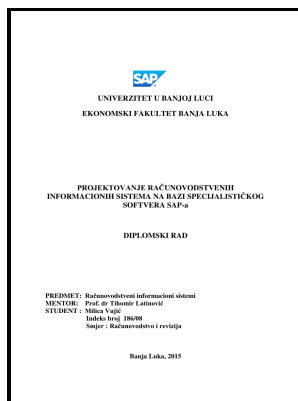 SAP
UNIVERZITET U BANJOJ LUCI
EKONOMSKI FAKULTET BANJA LUKA
PROJEKTOVANJE RAČUNOVODSTVENIH
INFORMACIONIH SISTEMA NA BAZI SPECIJALISTIČKOG
SOFTVERA SAP-a
DIPLOMSKI RAD
PREDMET: Računovodstveni informacioni sistemi
MENTOR: Prof. dr Tihomir Latinović
STUDENT : Milica Vujić
Indeks broj 186/08
Smjer : Računovodstvo i revizija
Banja Luka, 2015